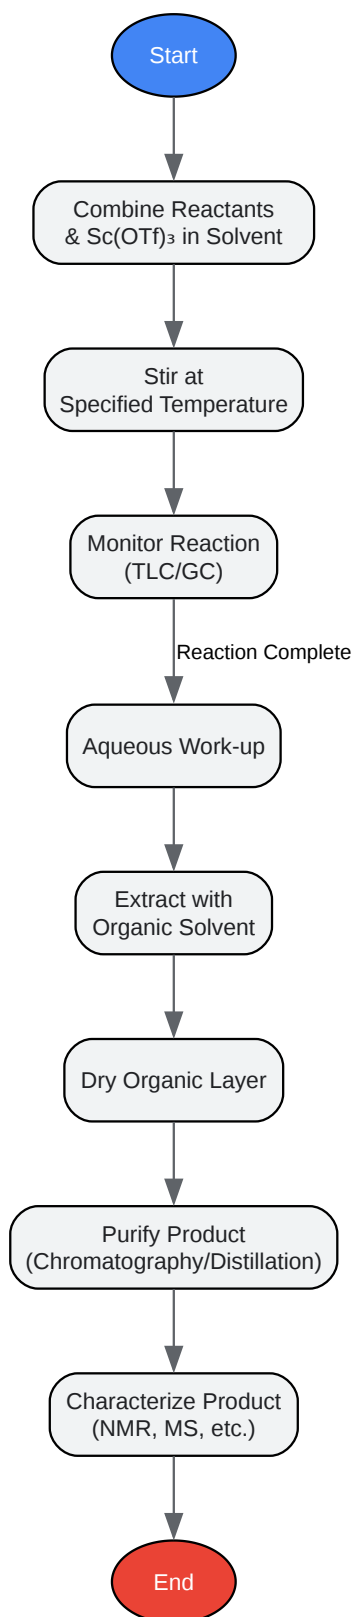 Start
Combine Reactants
& Sc(OTf)₃ in Solvent
Stir at
Specified Temperature
Monitor Reaction
(TLC/GC)
Reaction Complete
Aqueous Work-up
Extract with
Organic Solvent
Dry Organic Layer
Purify Product
(Chromatography/Distillation)
Characterize Product
(NMR, MS, etc.)
End